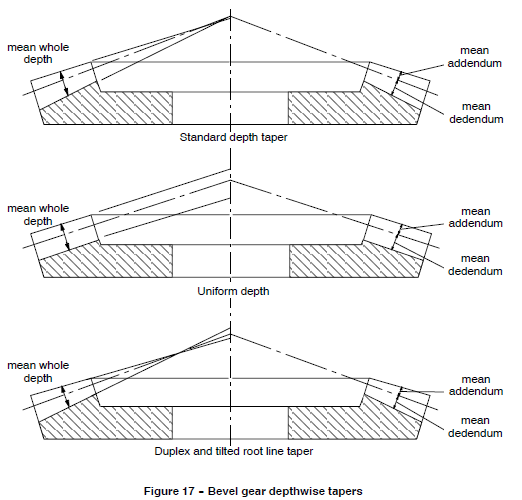 mean whole
depth
mean
addendum
mean
dedendum
Standard depth taper
mean whole
depth
mean
addendum
mean
dedendum
Uniform depth
mean whole
depth
mean
addendum
mean
dedendum
Duplex and tilted root line taper
Figure 17 - Bevel gear depthwise tapers